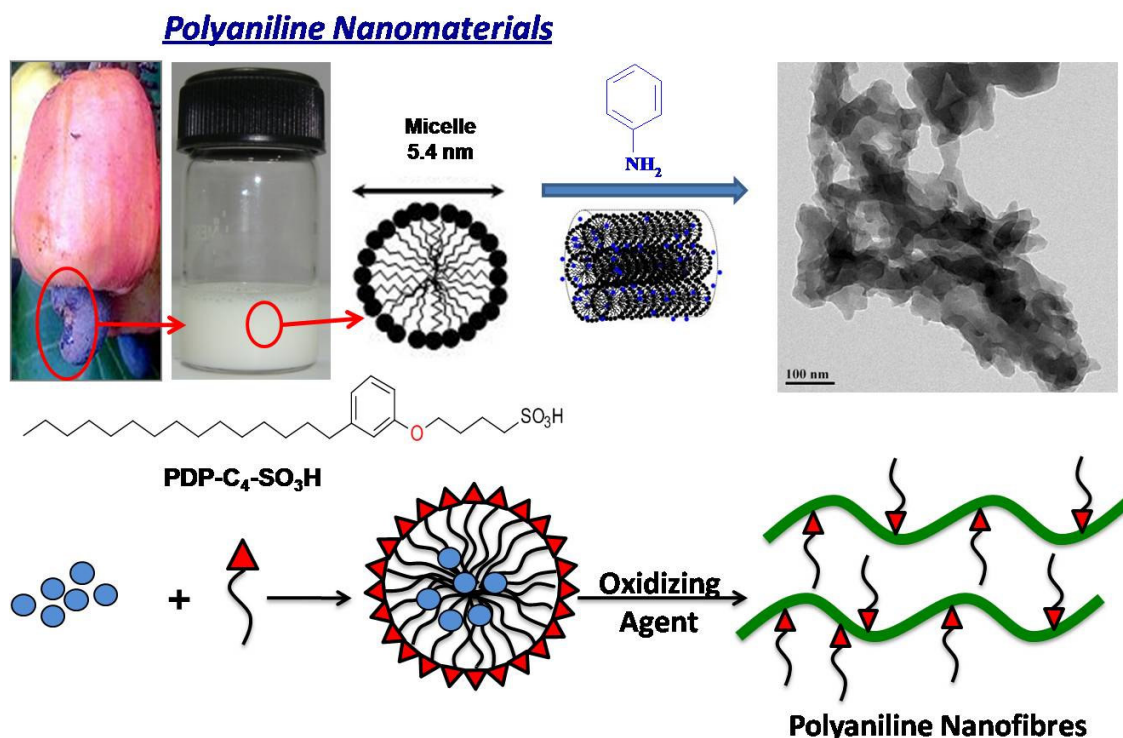 Polyaniline Nanomaterials
Micelle
5.4 nm
NH2
100 nm
SO3H
O
PDP-C4-SO3H
+
Oxidizing
Agent
Polyaniline Nanofibres